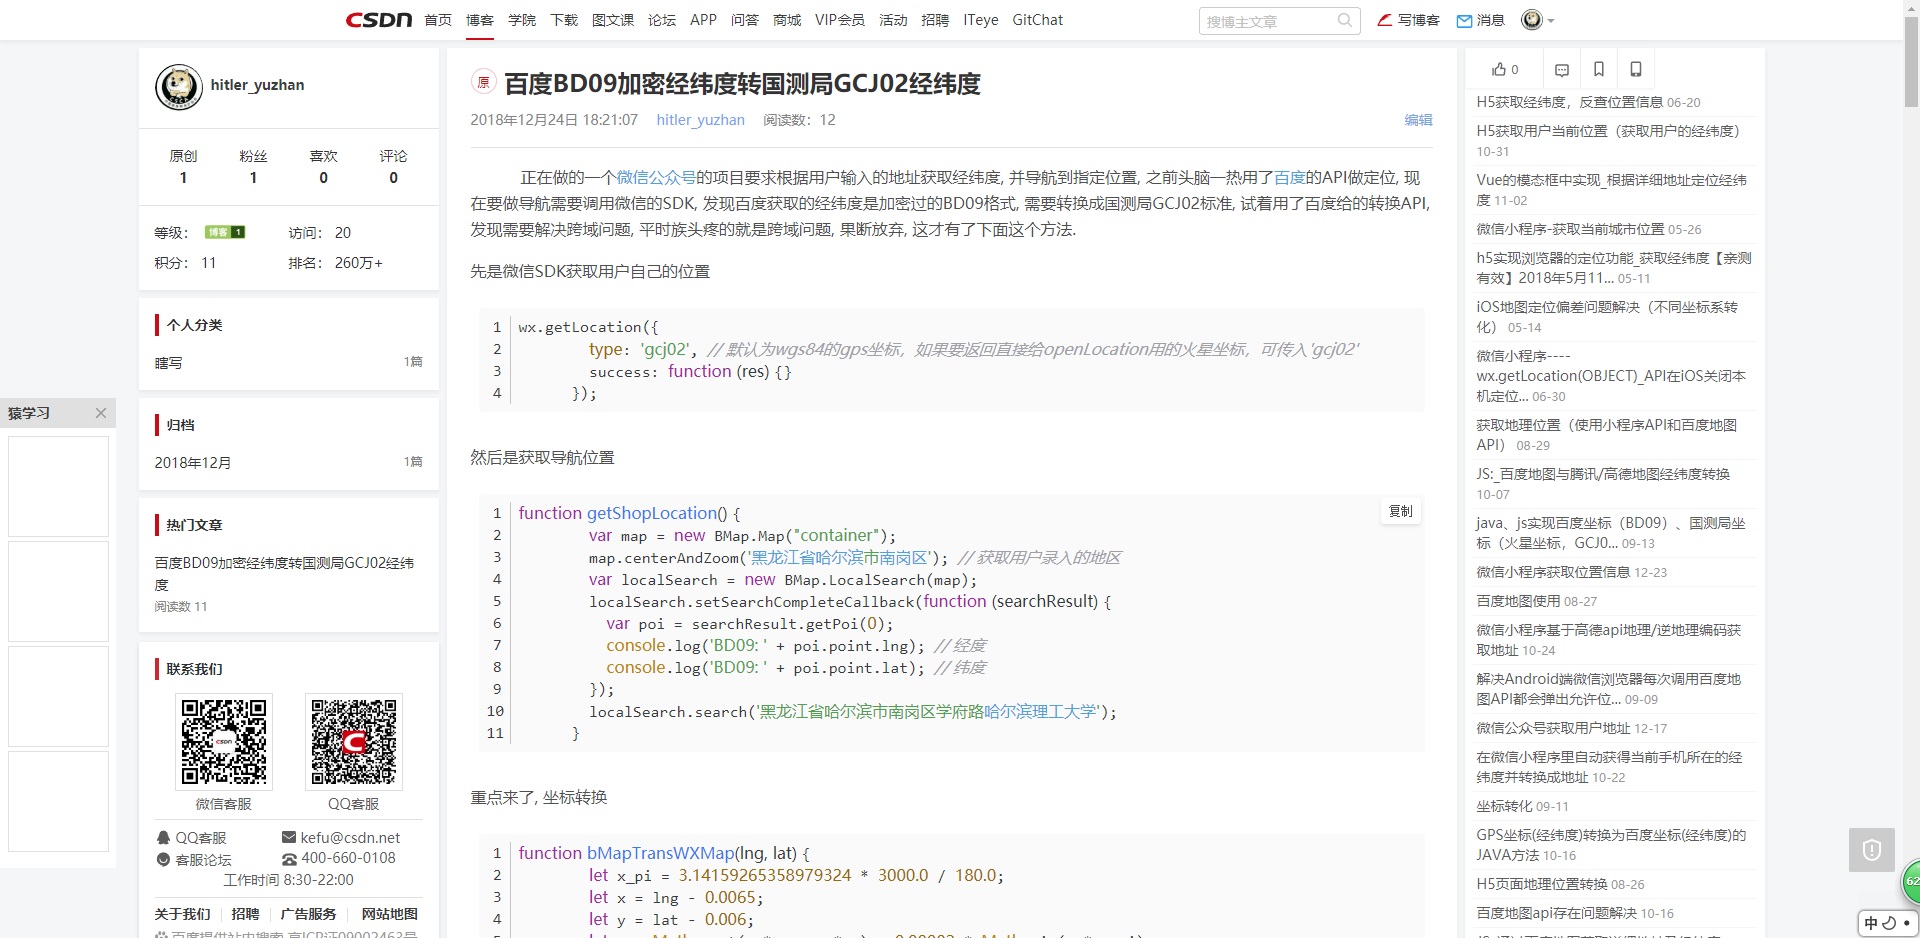 CSDN 首页 博客 学院 下载 图文课 论坛 APP 问答 商城 VIP会员 活动 招聘 ITeye GitChat 搜博主文章 写博客 消息
hitler_yuzhan
原创 粉丝 喜欢 评论
1 1 0 0
等级： 博客 1 访问： 20
积分： 11 排名： 260万+
个人分类
瞎写 1篇
归档
2018年12月 1篇
热门文章
百度BD09加密经纬度转国测局GCJ02经纬
度
阅读数 11
联系我们
CSDN
微信客服 QQ客服
QQ客服 kefu@csdn.net
客服论坛 400-660-0108
工作时间 8:30-22:00
关于我们 招聘 广告服务 网站地图
百度提供站内搜索 京ICP证09002463号
猿学习
原 百度BD09加密经纬度转国测局GCJ02经纬度
2018年12月24日 18:21:07 hitler_yuzhan 阅读数：12 编辑
正在做的一个微信公众号的项目要求根据用户输入的地址获取经纬度, 并导航到指定位置, 之前头脑一热用了百度的API做定位, 现
在要做导航需要调用微信的SDK, 发现百度获取的经纬度是加密过的BD09格式, 需要转换成国测局GCJ02标准, 试着用了百度给的转换API,
发现需要解决跨域问题, 平时族头疼的就是跨域问题, 果断放弃, 这才有了下面这个方法.
先是微信SDK获取用户自己的位置
1 wx.getLocation({
2 type: 'gcj02', // 默认为wgs84的gps坐标，如果要返回直接给openLocation用的火星坐标，可传入'gcj02'
3 success: function (res) {}
4 });
然后是获取导航位置
复制
1 function getShopLocation() {
2 var map = new BMap.Map("container");
3 map.centerAndZoom('黑龙江省哈尔滨市南岗区'); // 获取用户录入的地区
4 var localSearch = new BMap.LocalSearch(map);
5 localSearch.setSearchCompleteCallback(function (searchResult) {
6 var poi = searchResult.getPoi(0);
7 console.log('BD09: ' + poi.point.lng); // 经度
8 console.log('BD09: ' + poi.point.lat); // 纬度
9 });
10 localSearch.search('黑龙江省哈尔滨市南岗区学府路哈尔滨理工大学');
11 }
重点来了, 坐标转换
1 function bMapTransWXMap(lng, lat) {
2 let x_pi = 3.14159265358979324 * 3000.0 / 180.0;
3 let x = lng - 0.0065;
4 let y = lat - 0.006;
0
H5获取经纬度，反查位置信息 06-20
H5获取用户当前位置（获取用户的经纬度）
10-31
Vue的模态框中实现_根据详细地址定位经纬
度 11-02
微信小程序-获取当前城市位置 05-26
h5实现浏览器的定位功能_获取经纬度【亲测
有效】2018年5月11... 05-11
iOS地图定位偏差问题解决（不同坐标系转
化） 05-14
微信小程序----
wx.getLocation(OBJECT)_API在iOS关闭本
机定位... 06-30
获取地理位置（使用小程序API和百度地图
API） 08-29
JS:_百度地图与腾讯/高德地图经纬度转换
10-07
java、js实现百度坐标（BD09）、国测局坐
标（火星坐标，GCJ0... 09-13
微信小程序获取位置信息 12-23
百度地图使用 08-27
微信小程序基于高德api地理/逆地理编码获
取地址 10-24
解决Android端微信浏览器每次调用百度地
图API都会弹出允许位... 09-09
微信公众号获取用户地址 12-17
在微信小程序里自动获得当前手机所在的经
纬度并转换成地址 10-22
坐标转化 09-11
GPS坐标(经纬度)转换为百度坐标(经纬度)的
JAVA方法 10-16
H5页面地理位置转换 08-26
百度地图api存在问题解决 10-16
62
中